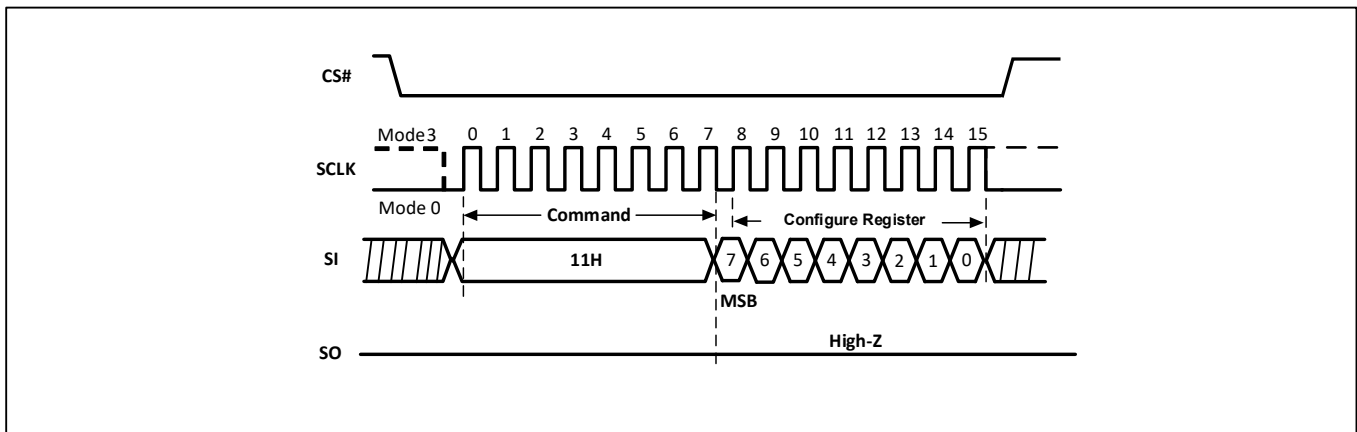 CS#
Mode3 0 1 2 3 4 5 6 7 8 9 10 11 12 13 14 15
SCLK
Mode 0
Command Configure Register
SI 11H 7 6 5 4 3 2 1 0
MSB
High-Z
SO